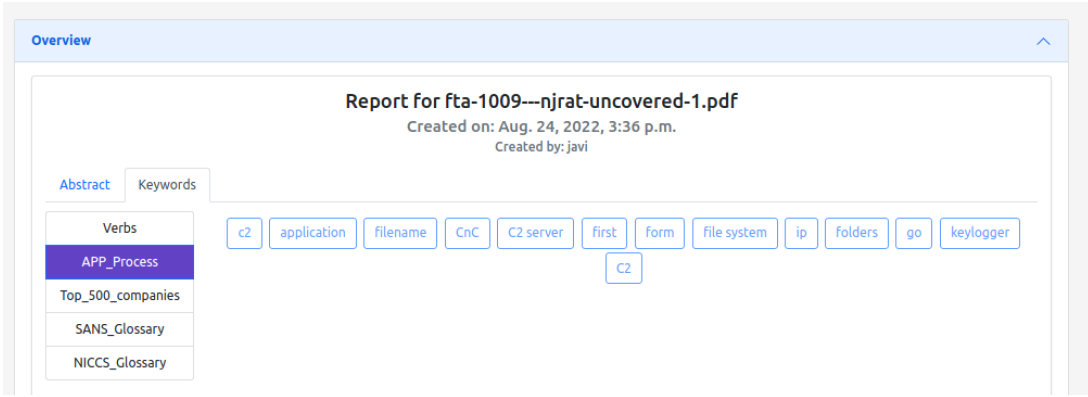 Overview
Report for fta-1009---njrat-uncovered-1.pdf
Created on: Aug. 24, 2022, 3:36 p.m.
Created by: javi
Abstract Keywords
Verbs
APP_Process
Top_500_companies
SANS_Glossary
NICCS_Glossary
c2 application filename CnC C2 server first form file system ip folders go keylogger
C2